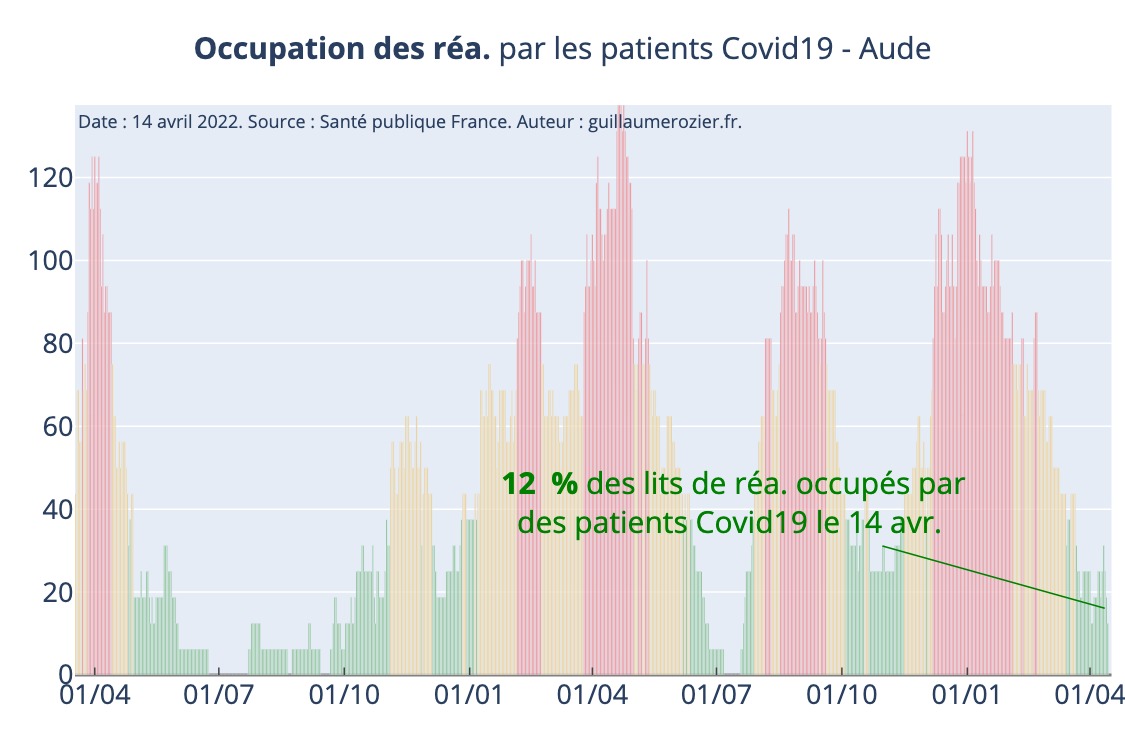 Occupation des réa. par les patients Covid19 - Aude
Date : 14 avril 2022. Source : Santé publique France. Auteur : guillaumerozier.fr.
120
100
80
60
40
20
0
12 % des lits de réa. occupés par
des patients Covid19 le 14 avr.
01/04 01/07 01/10 01/01 01/04 01/07 01/10 01/01 01/04